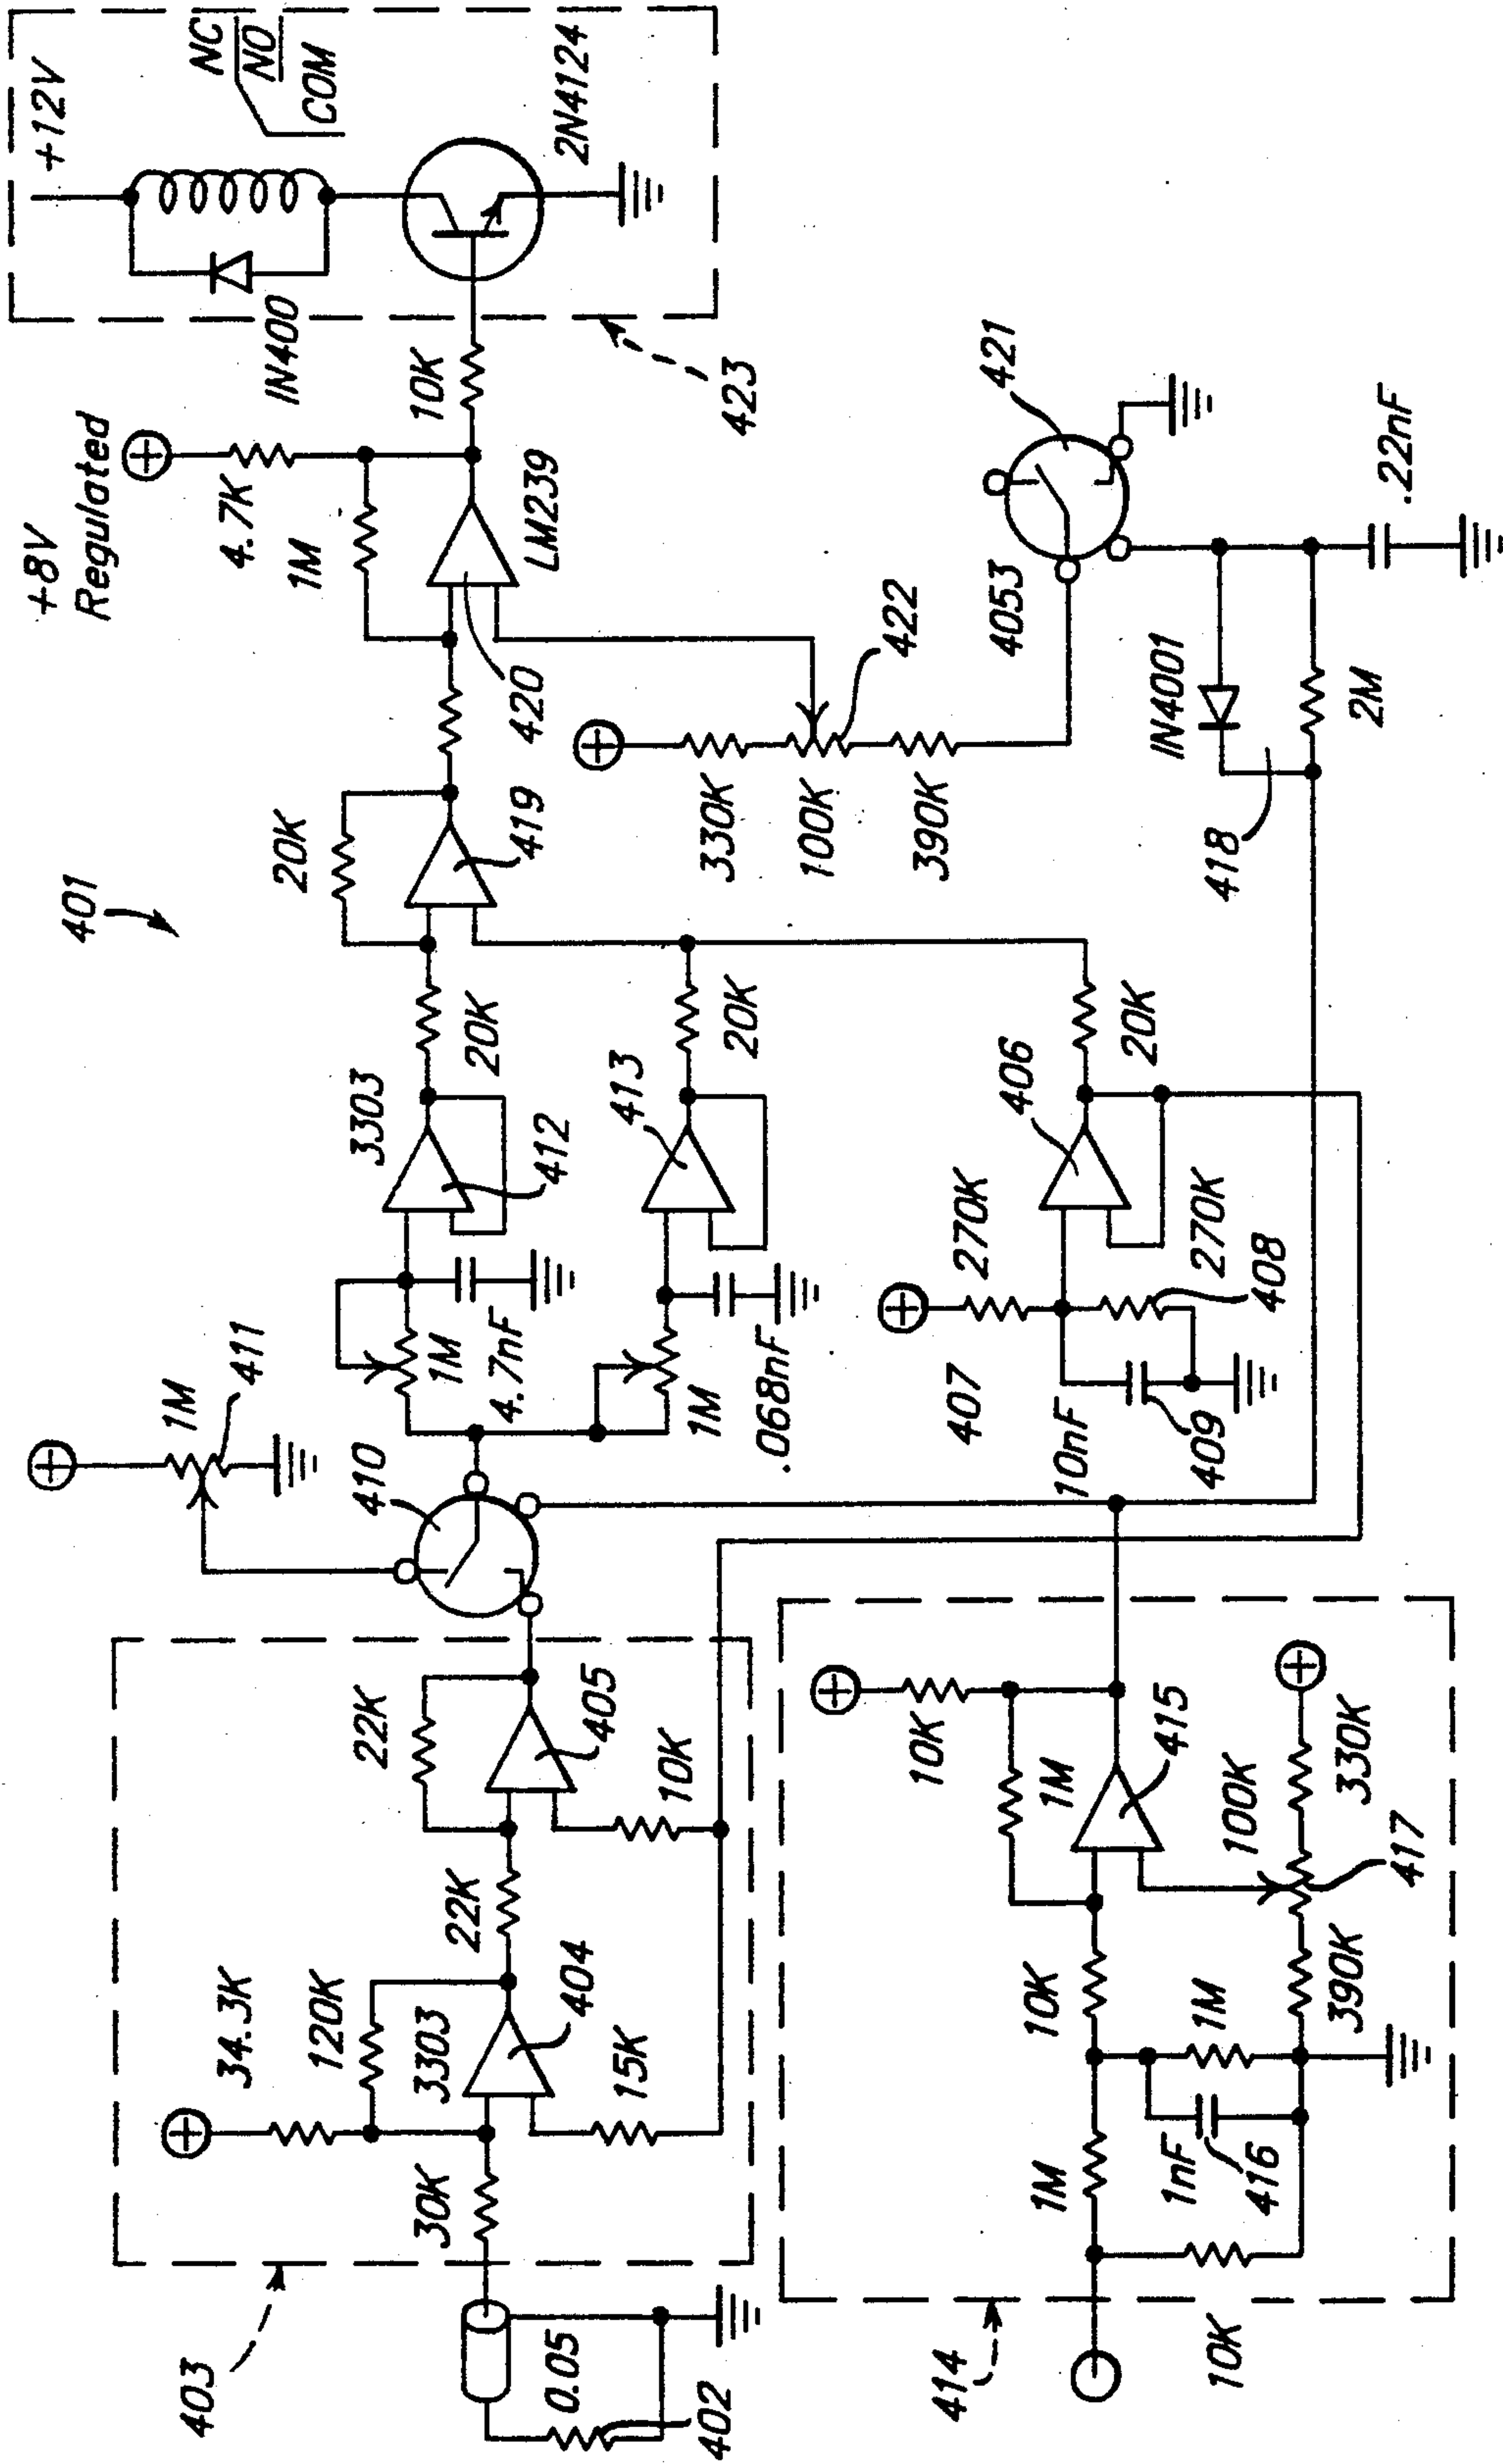 401
+8V
Regulated
+12V
NC
NO
COM
2N4124
1N400
10K
423
4.7K
1M
LM239
420
20K
419
422
330K
100K
390K
4053
421
.22nF
1N4001
2M
418
20K
3303
412
20K
413
20K
406
1M
411
410
1M
4.7nF
1M
.068nF
270K
270K
408
407
10nF
409
403
34.3K
120K
3303
404
30K
15K
22K
22K
405
10K
0.05
402
414
10K
1M
415
100K
330K
417
10K
1M
390K
1M
1nF
416
10K